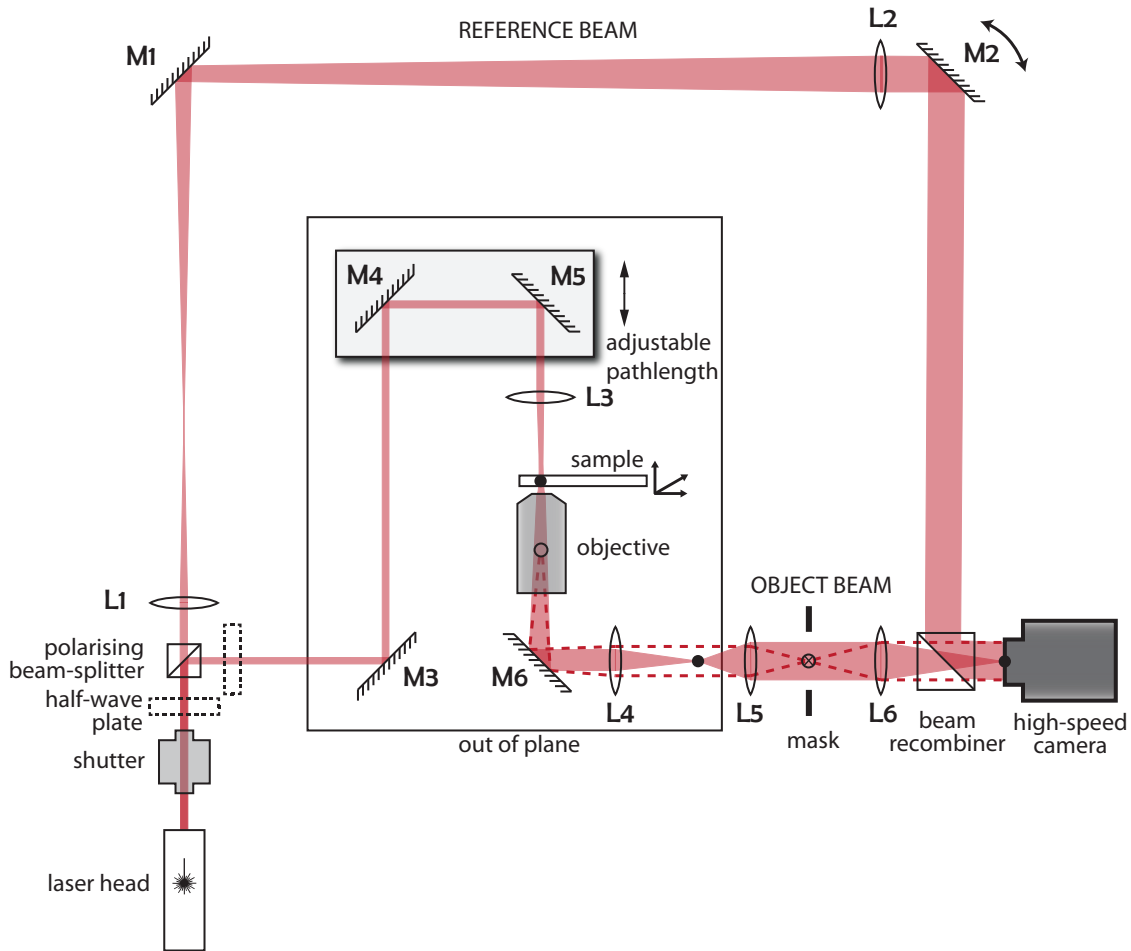 REFERENCE BEAM
L2
M1
M2
M4
M5
adjustable
pathlength
L3
sample
objective
L1
OBJECT BEAM
polarising
beam-splitter
M3
M6
half-wave
plate
L4
L5
L6
mask
beam
recombiner
high-speed
camera
out of plane
shutter
laser head